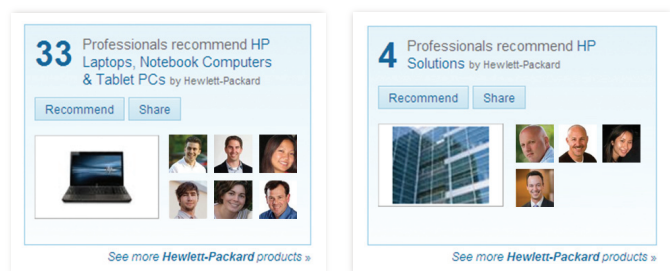 33 Professionals recommend HP
Laptops, Notebook Computers
& Tablet PCs by Hewlett-Packard
Recommend Share
See more Hewlett-Packard products »
4 Professionals recommend HP
Solutions by Hewlett-Packard
Recommend Share
See more Hewlett-Packard products »